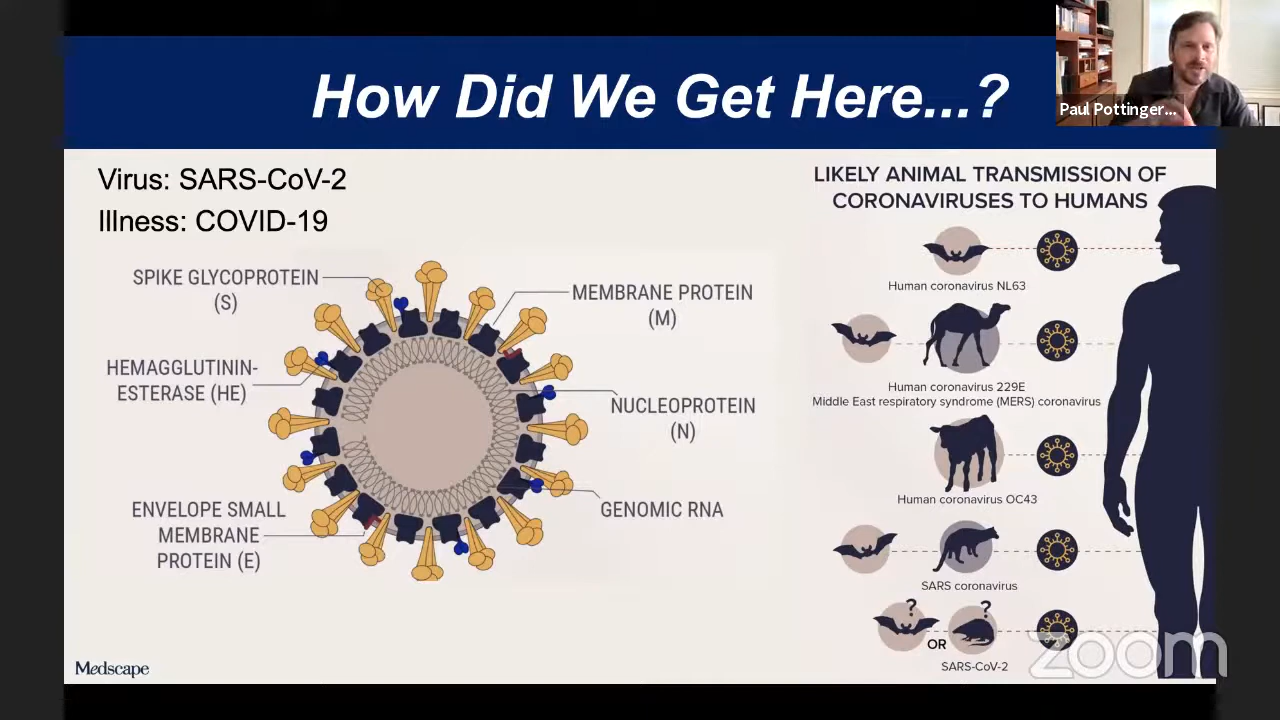 How Did We Get Here...?
Paul Pottinger...
Virus: SARS-CoV-2
Illness: COVID-19
SPIKE GLYCOPROTEIN
(S)
HEMAGGLUTININ-
ESTERASE (HE)
ENVELOPE SMALL
MEMBRANE
PROTEIN (E)
MEMBRANE PROTEIN
(M)
NUCLEOPROTEIN
(N)
GENOMIC RNA
LIKELY ANIMAL TRANSMISSION OF
CORONAVIRUSES TO HUMANS
Human coronavirus NL63
Human coronavirus 229E
Middle East respiratory syndrome (MERS) coronavirus
Human coronavirus OC43
SARS coronavirus
? ?
OR
SARS-CoV-2
Medscape
zoom